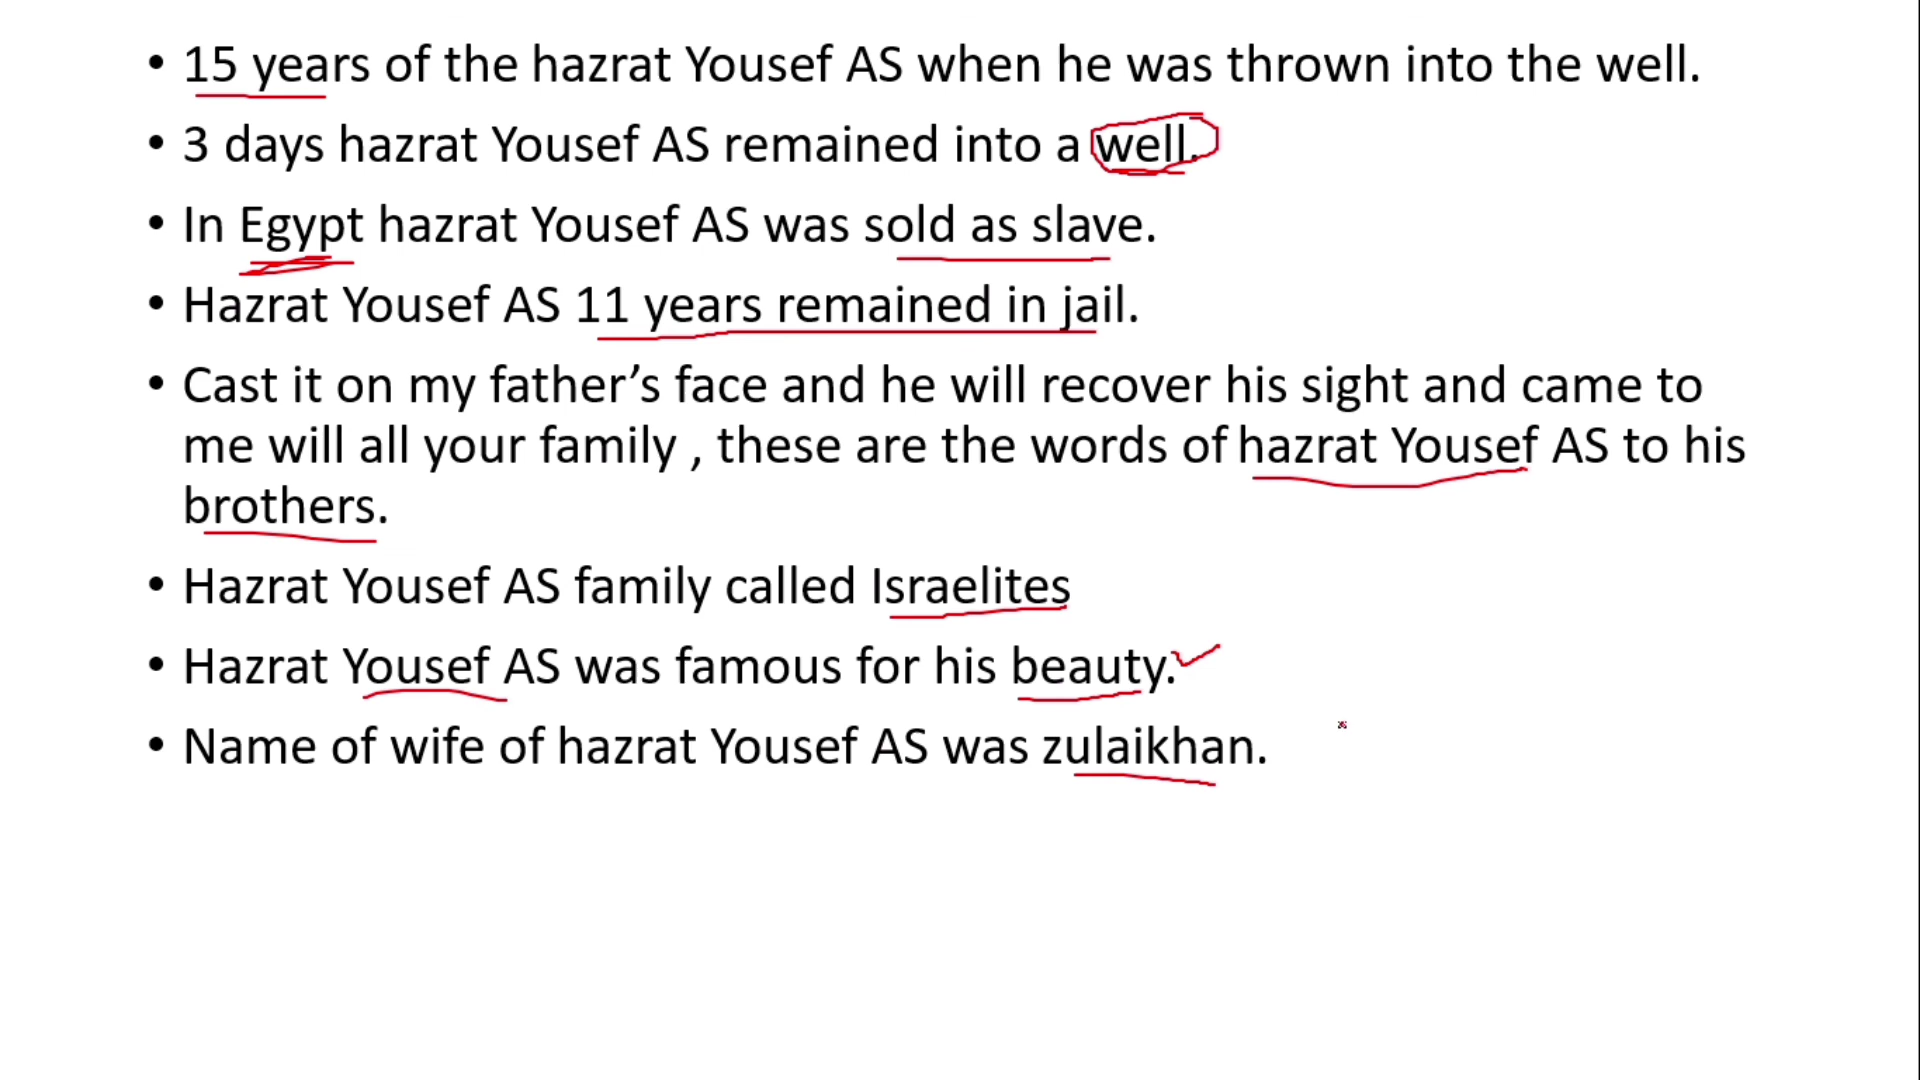 • 15 years of the hazrat Yousef AS when he was thrown into the well.
• 3 days hazrat Yousef AS remained into a well.
• In Egypt hazrat Yousef AS was sold as slave.
• Hazrat Yousef AS 11 years remained in jail.
• Cast it on my father’s face and he will recover his sight and came to
me will all your family , these are the words of hazrat Yousef AS to his
brothers.
• Hazrat Yousef AS family called Israelites
• Hazrat Yousef AS was famous for his beauty.
• Name of wife of hazrat Yousef AS was zulaikhan.